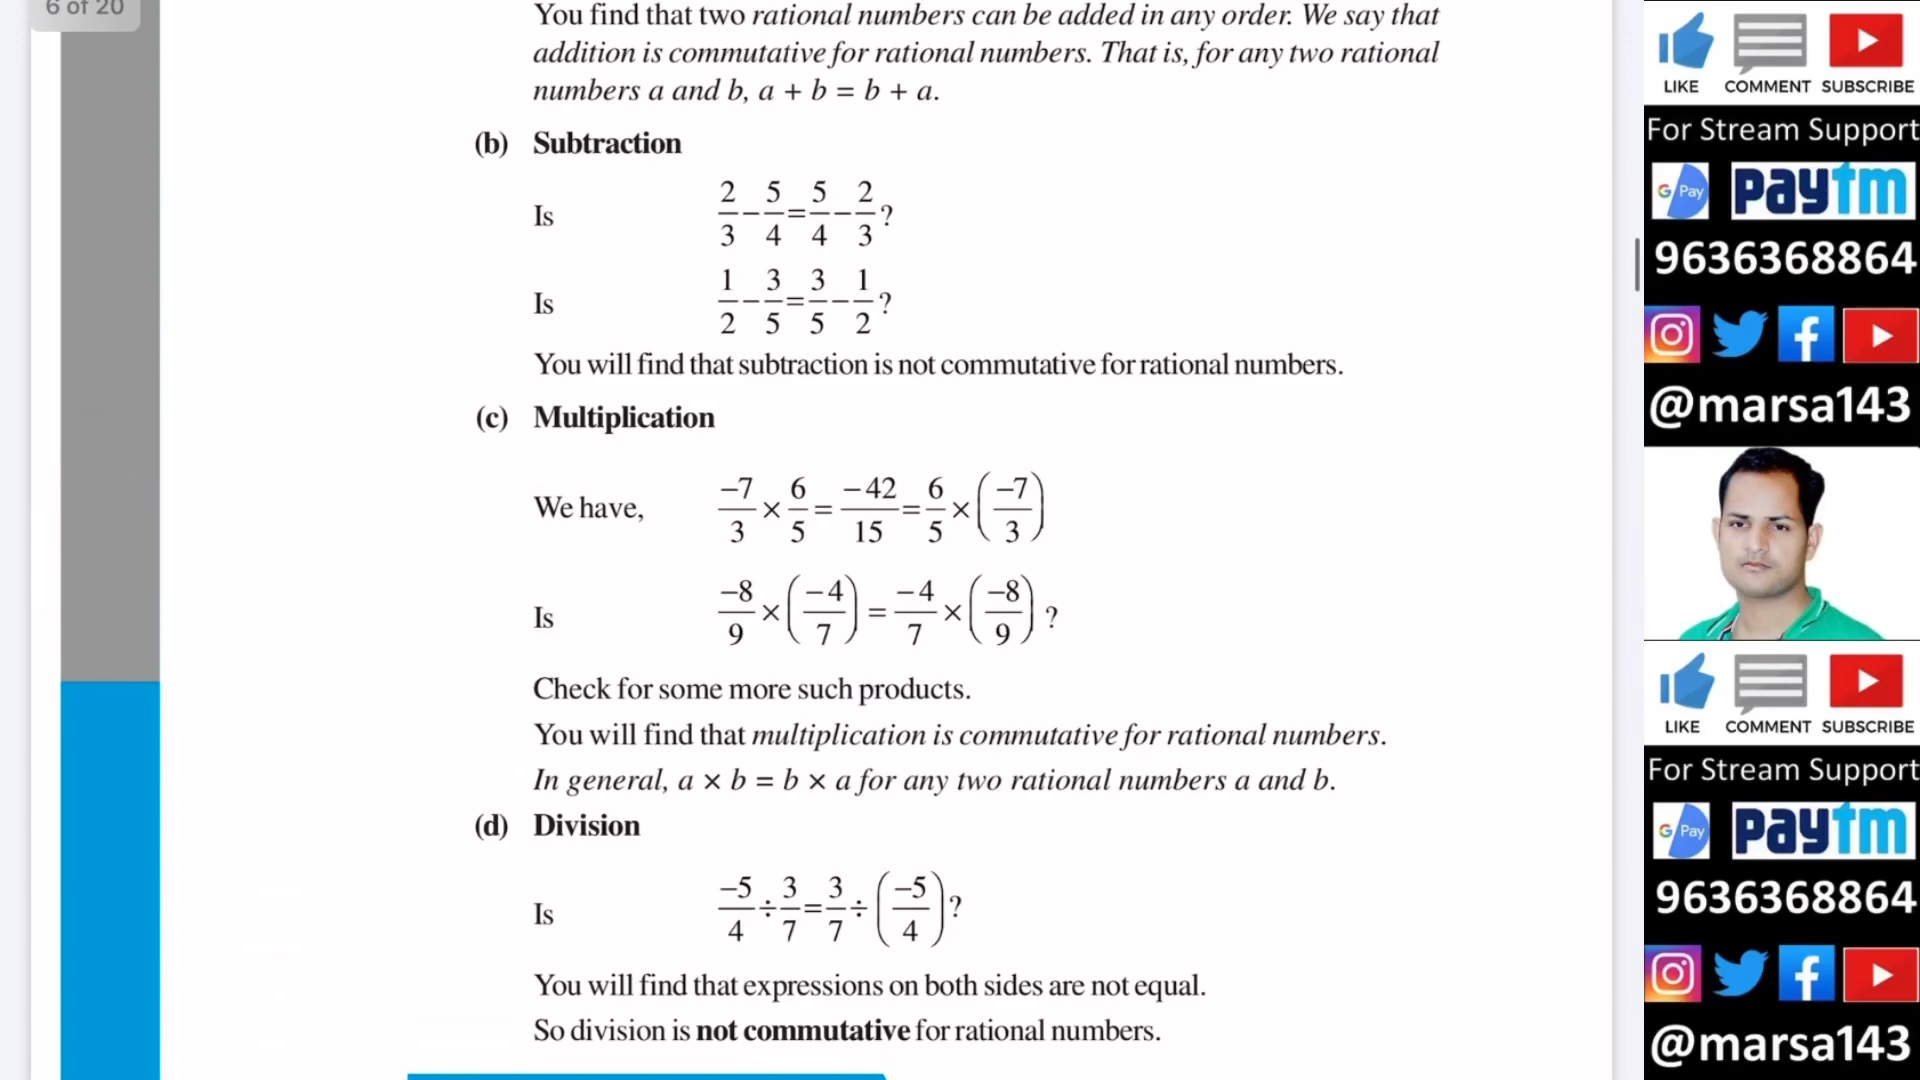 6 of 20
You find that two rational numbers can be added in any order. We say that
addition is commutative for rational numbers. That is, for any two rational
numbers a and b, a + b = b + a.
(b) Subtraction
Is 2/3 − 5/4 = 5/4 − 2/3 ?
Is 1/2 − 3/5 = 3/5 − 1/2 ?
You will find that subtraction is not commutative for rational numbers.
(c) Multiplication
We have, −7/3 × 6/5 = −42/15 = 6/5 × (−7/3)
Is −8/9 × (−4/7) = −4/7 × (−8/9) ?
Check for some more such products.
You will find that multiplication is commutative for rational numbers.
In general, a × b = b × a for any two rational numbers a and b.
(d) Division
Is −5/4 ÷ 3/7 = 3/7 ÷ (−5/4) ?
You will find that expressions on both sides are not equal.
So division is not commutative for rational numbers.
LIKE COMMENT SUBSCRIBE
For Stream Support
G Pay paytm
9636368864
@marsa143
LIKE COMMENT SUBSCRIBE
For Stream Support
G Pay paytm
9636368864
@marsa143